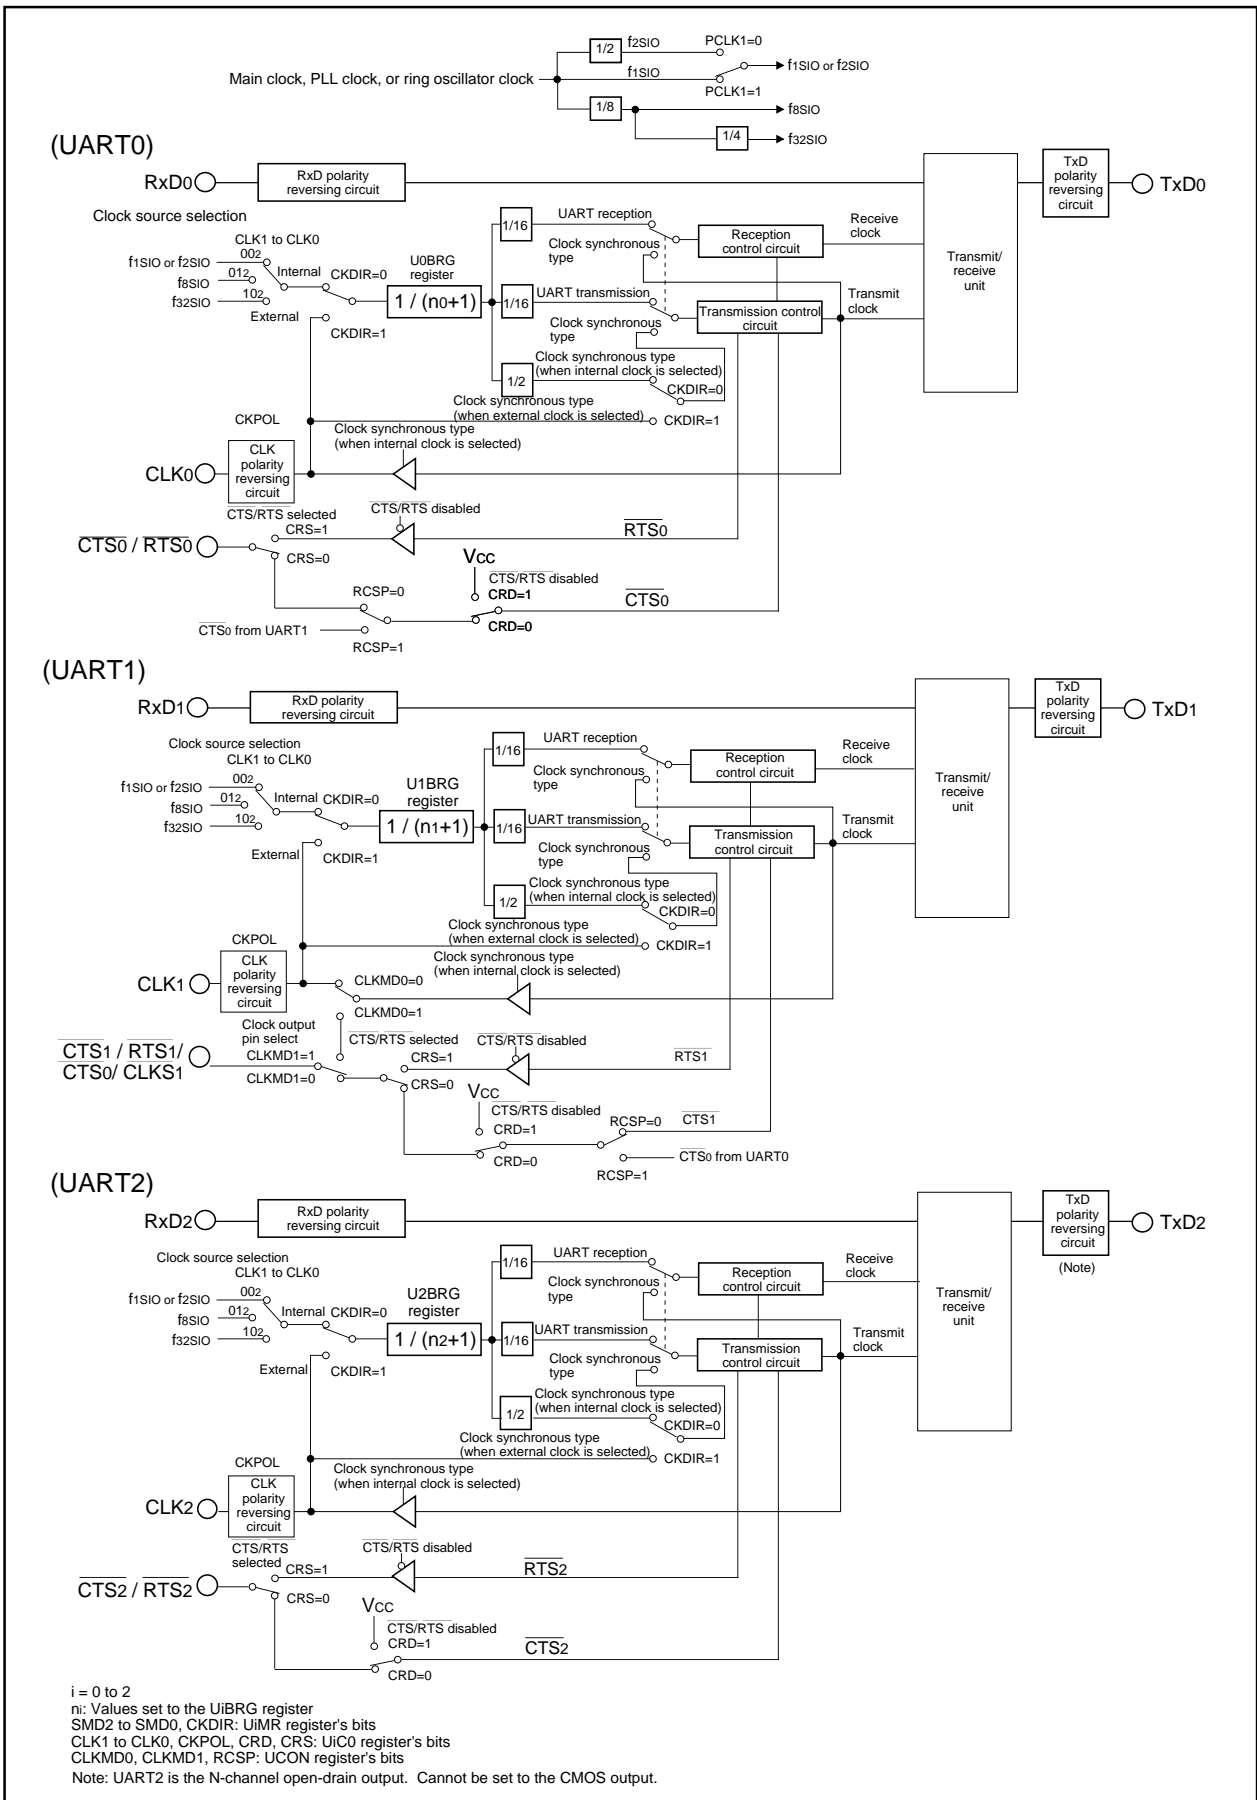 1/2
f2SIO
PCLK1=0
Main clock, PLL clock, or ring oscillator clock
f1SIO
f1SIO or f2SIO
PCLK1=1
1/8
f8SIO
1/4
f32SIO
(UART0)
RxD0
RxD polarity
reversing circuit
TxD
polarity
reversing
circuit
TxD0
Clock source selection
CLK1 to CLK0
f1SIO or f2SIO
002
f8SIO
012
f32SIO
102
Internal
CKDIR=0
External
CKDIR=1
U0BRG
register
1 / (n0+1)
1/16
UART reception
Clock synchronous
type
Reception
control circuit
Receive
clock
1/16
UART transmission
Clock synchronous
type
Transmission control
circuit
Transmit
clock
Transmit/
receive
unit
1/2
Clock synchronous type
(when internal clock is selected)
CKDIR=0
Clock synchronous type
(when external clock is selected)
CKDIR=1
CKPOL
Clock synchronous type
(when internal clock is selected)
CLK0
CLK
polarity
reversing
circuit
CTS/RTS selected
CTS/RTS disabled
CTS0 / RTS0
CRS=1
CRS=0
RTS0
VCC
CTS/RTS disabled
RCSP=0
CRD=1
CTS0
CRD=0
CTS0 from UART1
RCSP=1
(UART1)
RxD1
RxD polarity
reversing circuit
TxD
polarity
reversing
circuit
TxD1
Clock source selection
CLK1 to CLK0
f1SIO or f2SIO
002
f8SIO
012
f32SIO
102
Internal
CKDIR=0
External
CKDIR=1
U1BRG
register
1 / (n1+1)
1/16
UART reception
Clock synchronous
type
Reception
control circuit
Receive
clock
1/16
UART transmission
Clock synchronous
type
Transmission
control circuit
Transmit
clock
Transmit/
receive
unit
1/2
Clock synchronous type
(when internal clock is selected)
CKDIR=0
Clock synchronous type
(when external clock is selected)
CKDIR=1
CKPOL
Clock synchronous type
(when internal clock is selected)
CLK1
CLK
polarity
reversing
circuit
CLKMD0=0
CLKMD0=1
Clock output
pin select
CTS/RTS selected
CTS/RTS disabled
CTS1 / RTS1/
CTS0/ CLKS1
CLKMD1=1
CLKMD1=0
CRS=1
CRS=0
RTS1
VCC
CTS/RTS disabled
CRD=1
CRD=0
RCSP=0
CTS1
CTS0 from UART0
RCSP=1
(UART2)
RxD2
RxD polarity
reversing circuit
TxD
polarity
reversing
circuit
TxD2
(Note)
Clock source selection
CLK1 to CLK0
f1SIO or f2SIO
002
f8SIO
012
f32SIO
102
Internal
CKDIR=0
External
CKDIR=1
U2BRG
register
1 / (n2+1)
1/16
UART reception
Clock synchronous
type
Reception
control circuit
Receive
clock
1/16
UART transmission
Clock synchronous
type
Transmission
control circuit
Transmit
clock
Transmit/
receive
unit
1/2
Clock synchronous type
(when internal clock is selected)
CKDIR=0
Clock synchronous type
(when external clock is selected)
CKDIR=1
CKPOL
Clock synchronous type
(when internal clock is selected)
CLK2
CLK
polarity
reversing
circuit
CTS/RTS
selected
CTS/RTS disabled
CTS2 / RTS2
CRS=1
CRS=0
RTS2
VCC
CTS/RTS disabled
CRD=1
CTS2
CRD=0
i = 0 to 2
ni: Values set to the UiBRG register
SMD2 to SMD0, CKDIR: UiMR register's bits
CLK1 to CLK0, CKPOL, CRD, CRS: UiC0 register's bits
CLKMD0, CLKMD1, RCSP: UCON register's bits
Note: UART2 is the N-channel open-drain output. Cannot be set to the CMOS output.